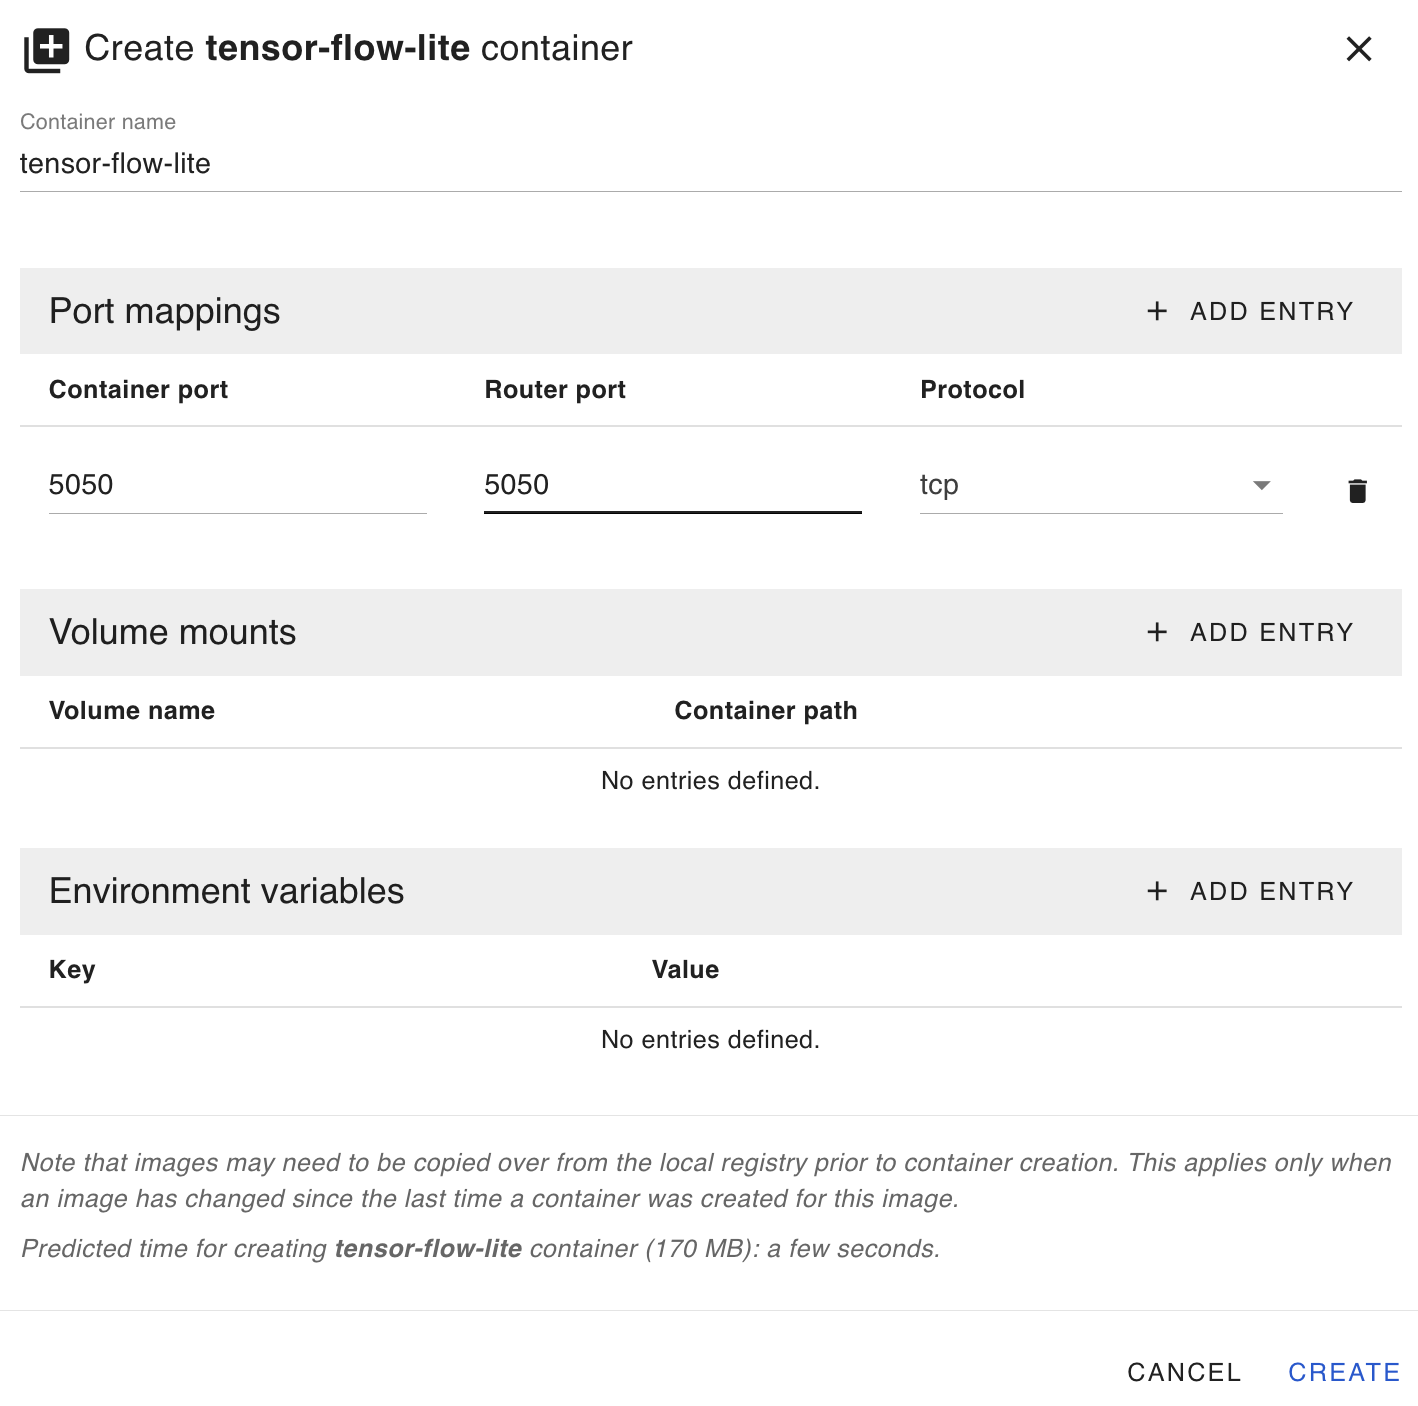 Create tensor-flow-lite container
Container name
tensor-flow-lite
Port mappings
ADD ENTRY
Container port Router port Protocol
5050 5050 tcp
Volume mounts
ADD ENTRY
Volume name Container path
No entries defined.
Environment variables
ADD ENTRY
Key Value
No entries defined.
Note that images may need to be copied over from the local registry prior to container creation. This applies only when
an image has changed since the last time a container was created for this image.
Predicted time for creating tensor-flow-lite container (170 MB): a few seconds.
CANCEL CREATE